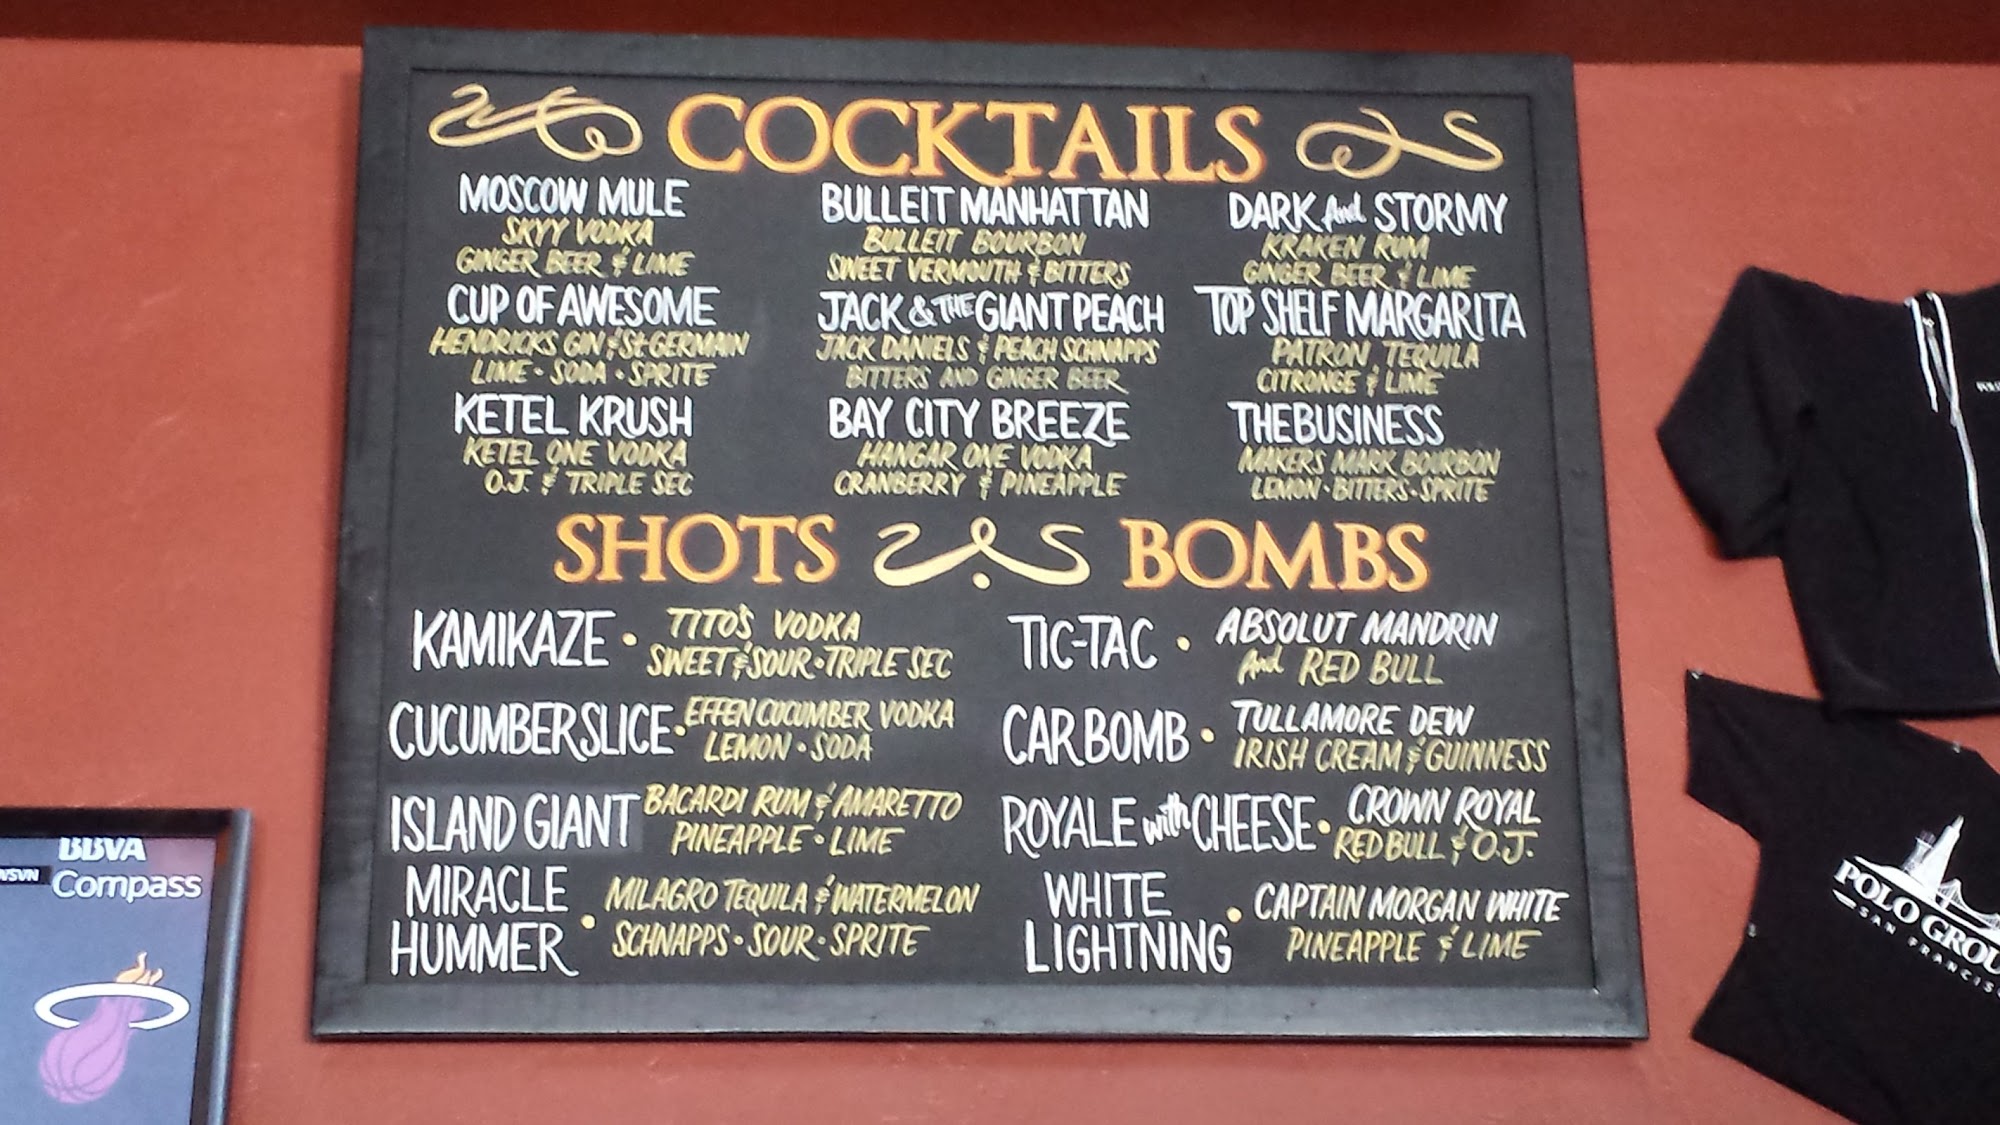 COCKTAILS
MOSCOW MULE
SKYY VODKA
GINGER BEER & LIME
CUP OF AWESOME
HENDRICKS GIN & St GERMAIN
LIME • SODA • SPRITE
KETEL KRUSH
KETEL ONE VODKA
O.J. & TRIPLE SEC
BULLEIT MANHATTAN
BULLEIT BOURBON
SWEET VERMOUTH & BITTERS
JACK & THE GIANT PEACH
JACK DANIELS & PEACH SCHNAPPS
BITTERS AND GINGER BEER
BAY CITY BREEZE
HANGAR ONE VODKA
CRANBERRY & PINEAPPLE
DARK And STORMY
KRAKEN RUM
GINGER BEER & LIME
TOP SHELF MARGARITA
PATRON TEQUILA
CITRONGE & LIME
THE BUSINESS
MAKERS MARK BOURBON
LEMON • BITTERS • SPRITE
SHOTS
BOMBS
KAMIKAZE • TITO'S VODKA
SWEET & SOUR • TRIPLE SEC
CUCUMBER SLICE • EFFEN CUCUMBER VODKA
LEMON • SODA
ISLAND GIANT BACARDI RUM & AMARETTO
PINEAPPLE • LIME
MIRACLE
HUMMER • MILAGRO TEQUILA & WATERMELON
SCHNAPPS • SOUR • SPRITE
TIC-TAC • ABSOLUT MANDRIN
And RED BULL
CAR BOMB • TULLAMORE DEW
IRISH CREAM & GUINNESS
ROYALE with CHEESE • CROWN ROYAL
RED BULL & O.J.
WHITE
LIGHTNING • CAPTAIN MORGAN WHITE
PINEAPPLE & LIME
BBVA
Compass
WSVN
POLO GROU
SAN FRANCISC